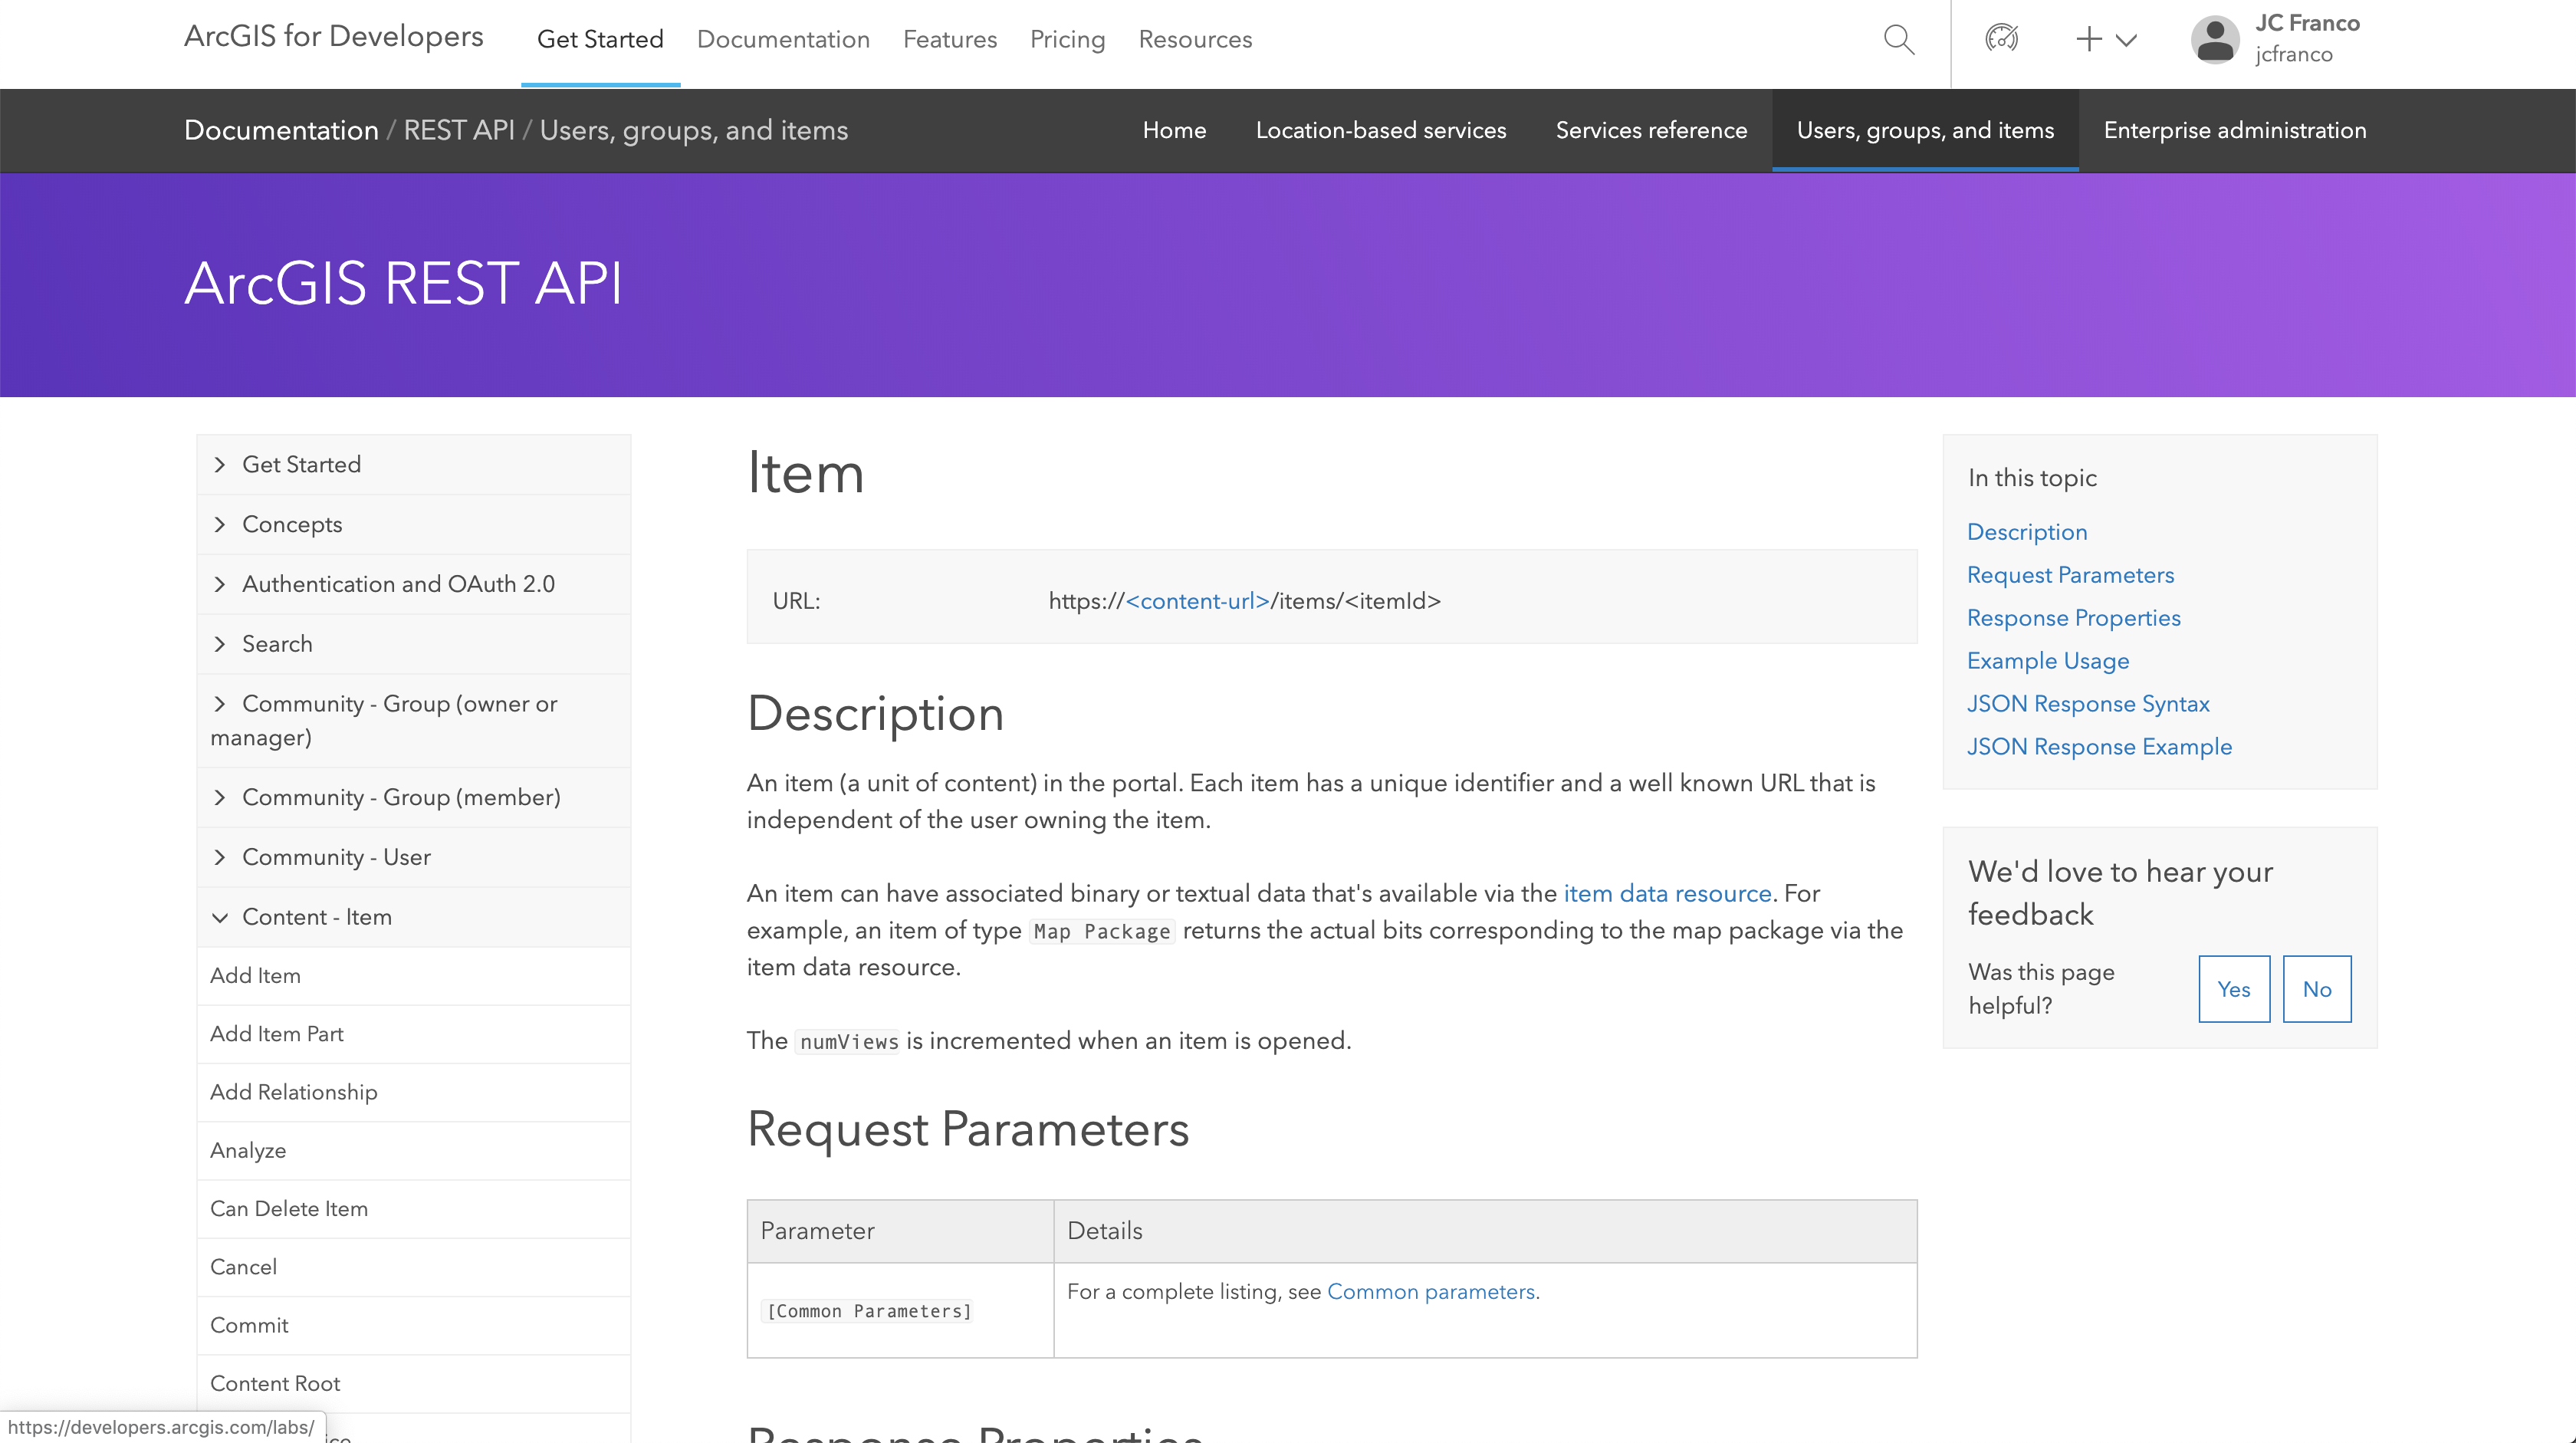 ArcGIS for Developers
Get Started
Documentation
Features
Pricing
Resources
JC Franco
jcfranco
Documentation / REST API / Users, groups, and items
Home
Location-based services
Services reference
Users, groups, and items
Enterprise administration
ArcGIS REST API
Get Started
Concepts
Authentication and OAuth 2.0
Search
Community - Group (owner or
manager)
Community - Group (member)
Community - User
Content - Item
Add Item
Add Item Part
Add Relationship
Analyze
Can Delete Item
Cancel
Commit
Content Root
https://developers.arcgis.com/labs/
Item
URL: https://<content-url>/items/<itemId>
Description
An item (a unit of content) in the portal. Each item has a unique identifier and a well known URL that is
independent of the user owning the item.
An item can have associated binary or textual data that's available via the item data resource. For
example, an item of type Map Package returns the actual bits corresponding to the map package via the
item data resource.
The numViews is incremented when an item is opened.
Request Parameters
Parameter Details
[Common Parameters] For a complete listing, see Common parameters.
Response Properties
In this topic
Description
Request Parameters
Response Properties
Example Usage
JSON Response Syntax
JSON Response Example
We'd love to hear your
feedback
Was this page
helpful?
Yes
No